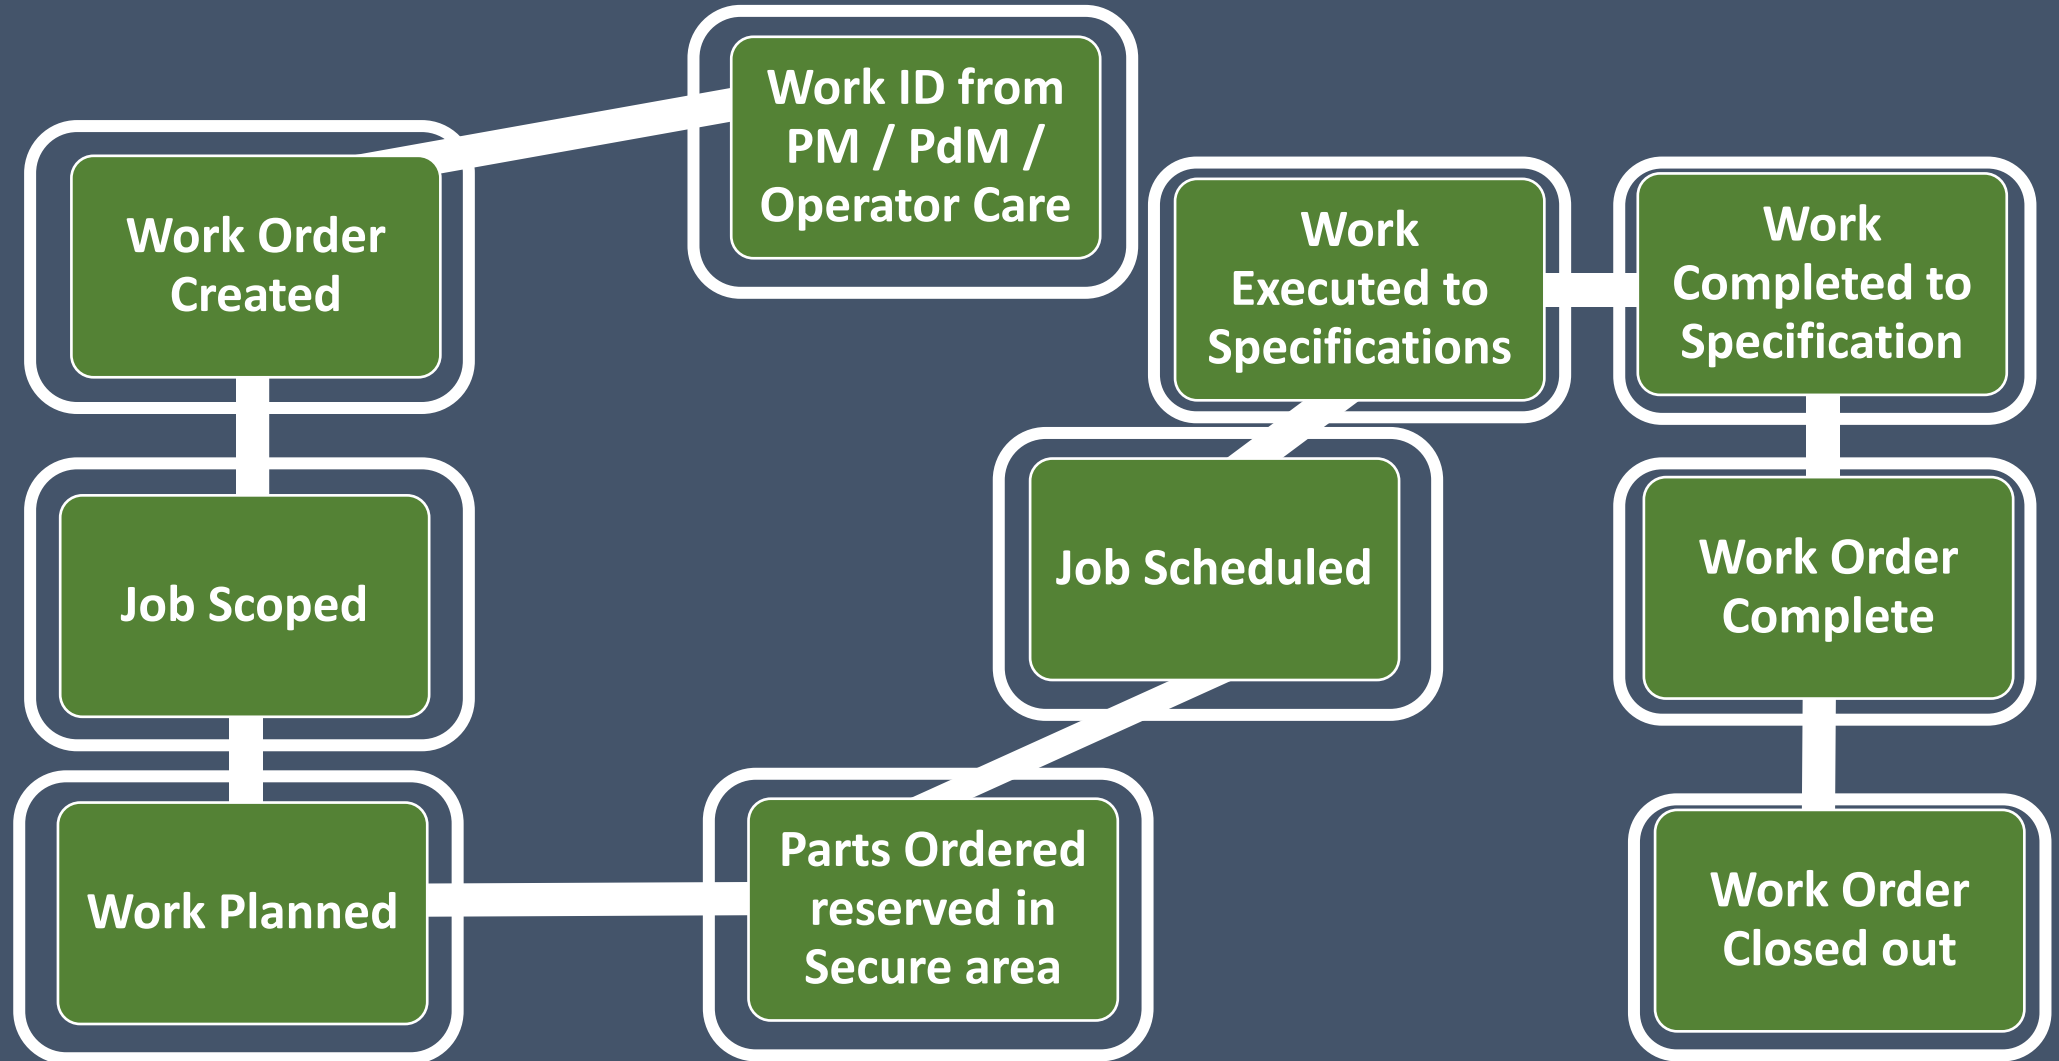 Work ID from
PM / PdM /
Operator Care
Work Order
Created
Job Scoped
Work Planned
Parts Ordered
reserved in
Secure area
Job Scheduled
Work
Executed to
Specifications
Work
Completed to
Specification
Work Order
Complete
Work Order
Closed out